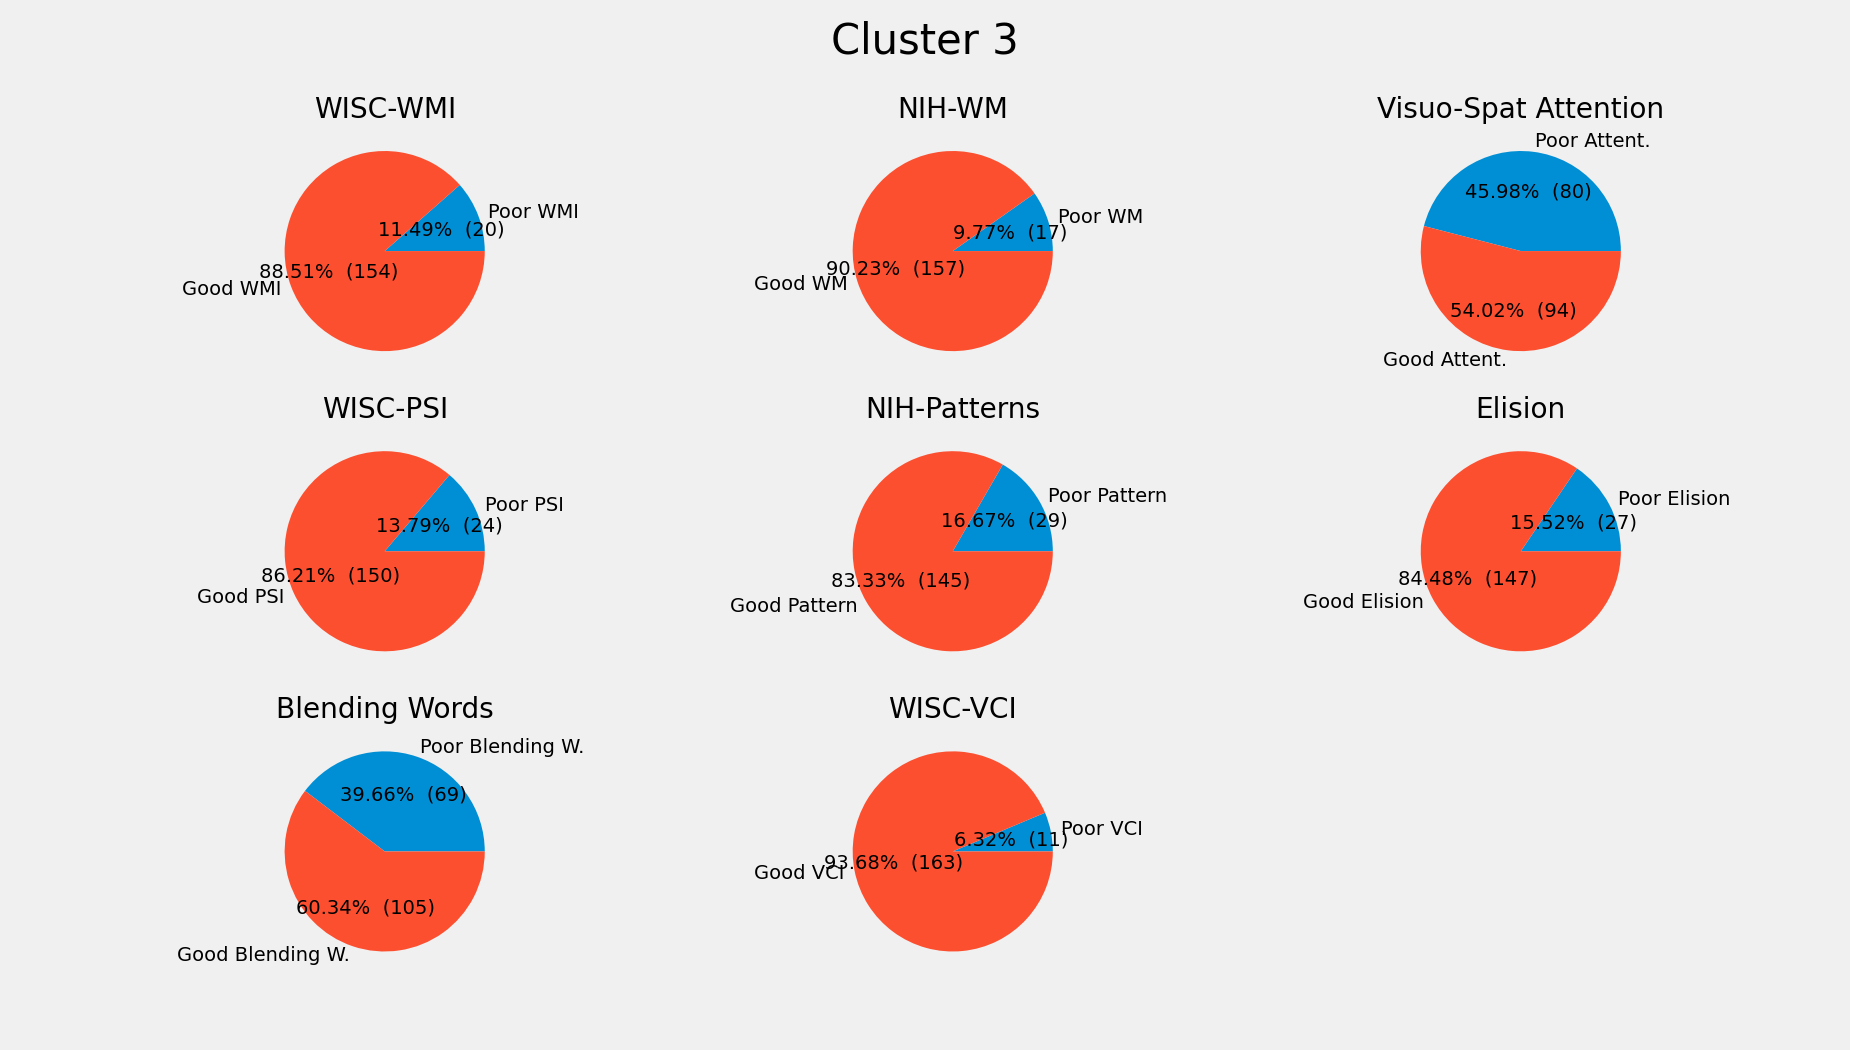 Cluster 3
WISC-WMI
Poor WMI
11.49%  (20)
88.51%  (154)
Good WMI
NIH-WM
Poor WM
9.77%  (17)
90.23%  (157)
Good WM
Visuo-Spat Attention
Poor Attent.
45.98%  (80)
54.02%  (94)
Good Attent.
WISC-PSI
Poor PSI
13.79%  (24)
86.21%  (150)
Good PSI
NIH-Patterns
Poor Pattern
16.67%  (29)
83.33%  (145)
Good Pattern
Elision
Poor Elision
15.52%  (27)
84.48%  (147)
Good Elision
Blending Words
Poor Blending W.
39.66%  (69)
60.34%  (105)
Good Blending W.
WISC-VCI
Poor VCI
6.32%  (11)
93.68%  (163)
Good VCI